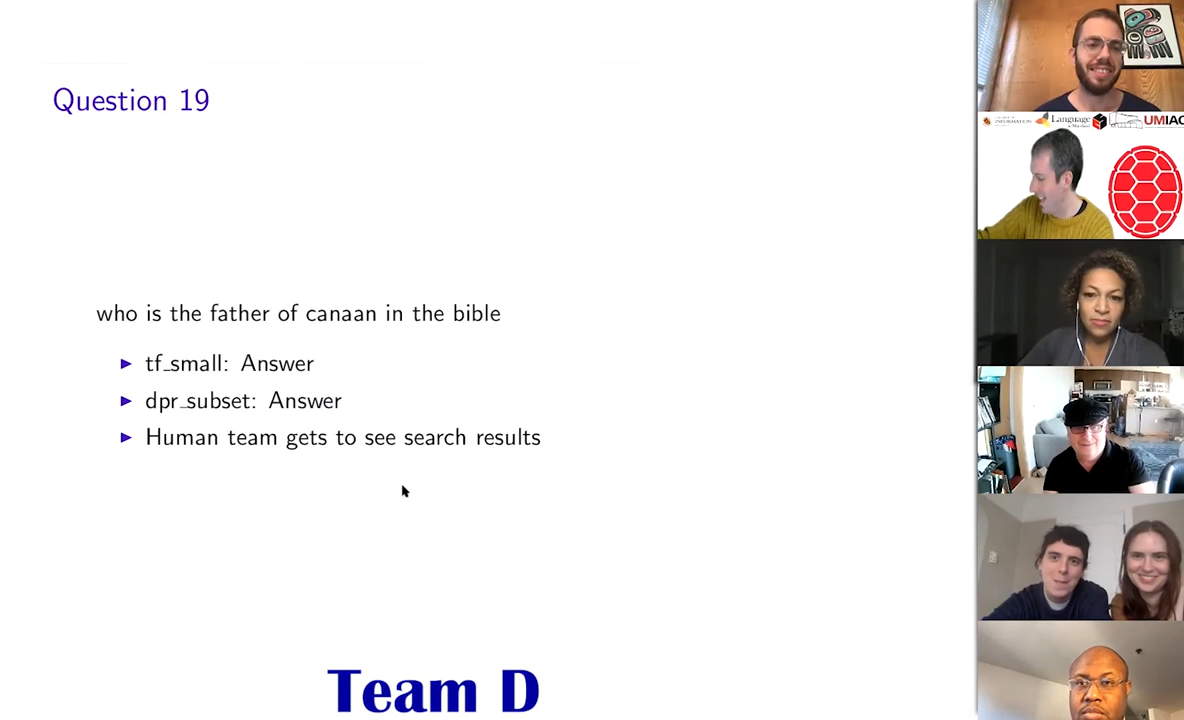 Question 19
who is the father of canaan in the bible
tf_small: Answer
dpr_subset: Answer
Human team gets to see search results
Team D
INFORMATION
Language
UMIAC